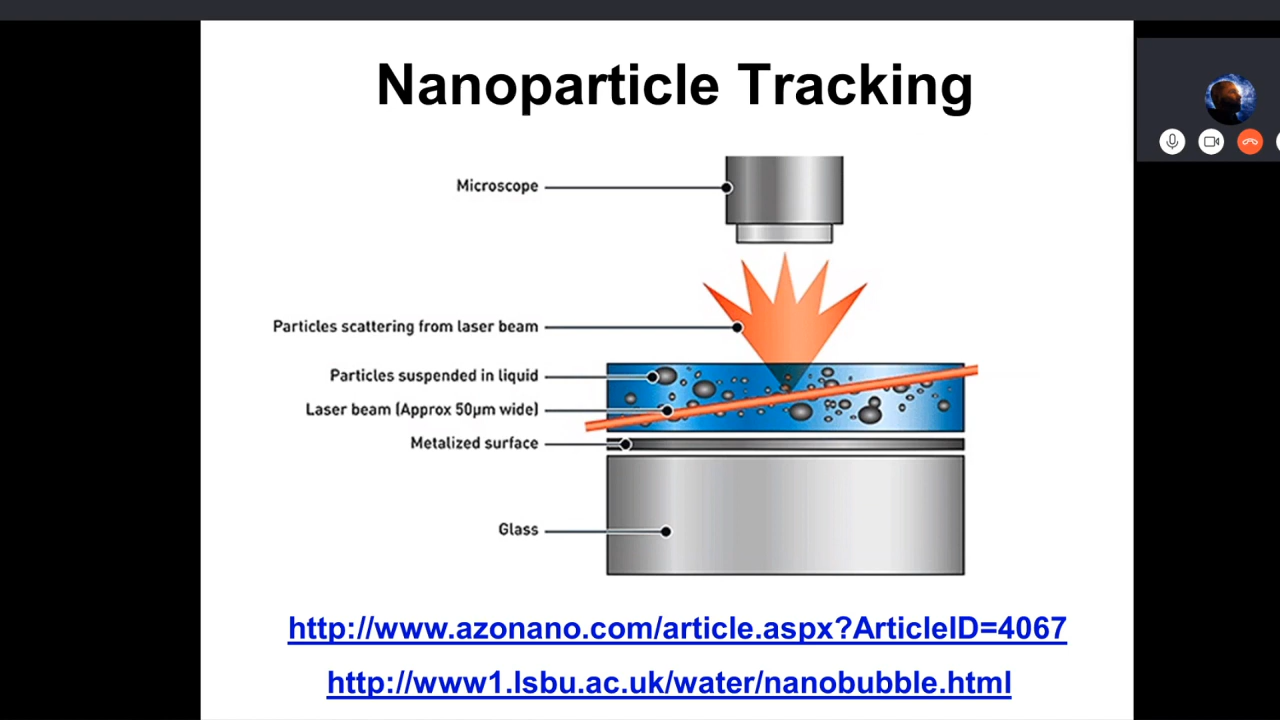 Nanoparticle Tracking
Microscope
Particles scattering from laser beam
Particles suspended in liquid
Laser beam (Approx 50µm wide)
Metalized surface
Glass
http://www.azonano.com/article.aspx?ArticleID=4067
http://www1.lsbu.ac.uk/water/nanobubble.html